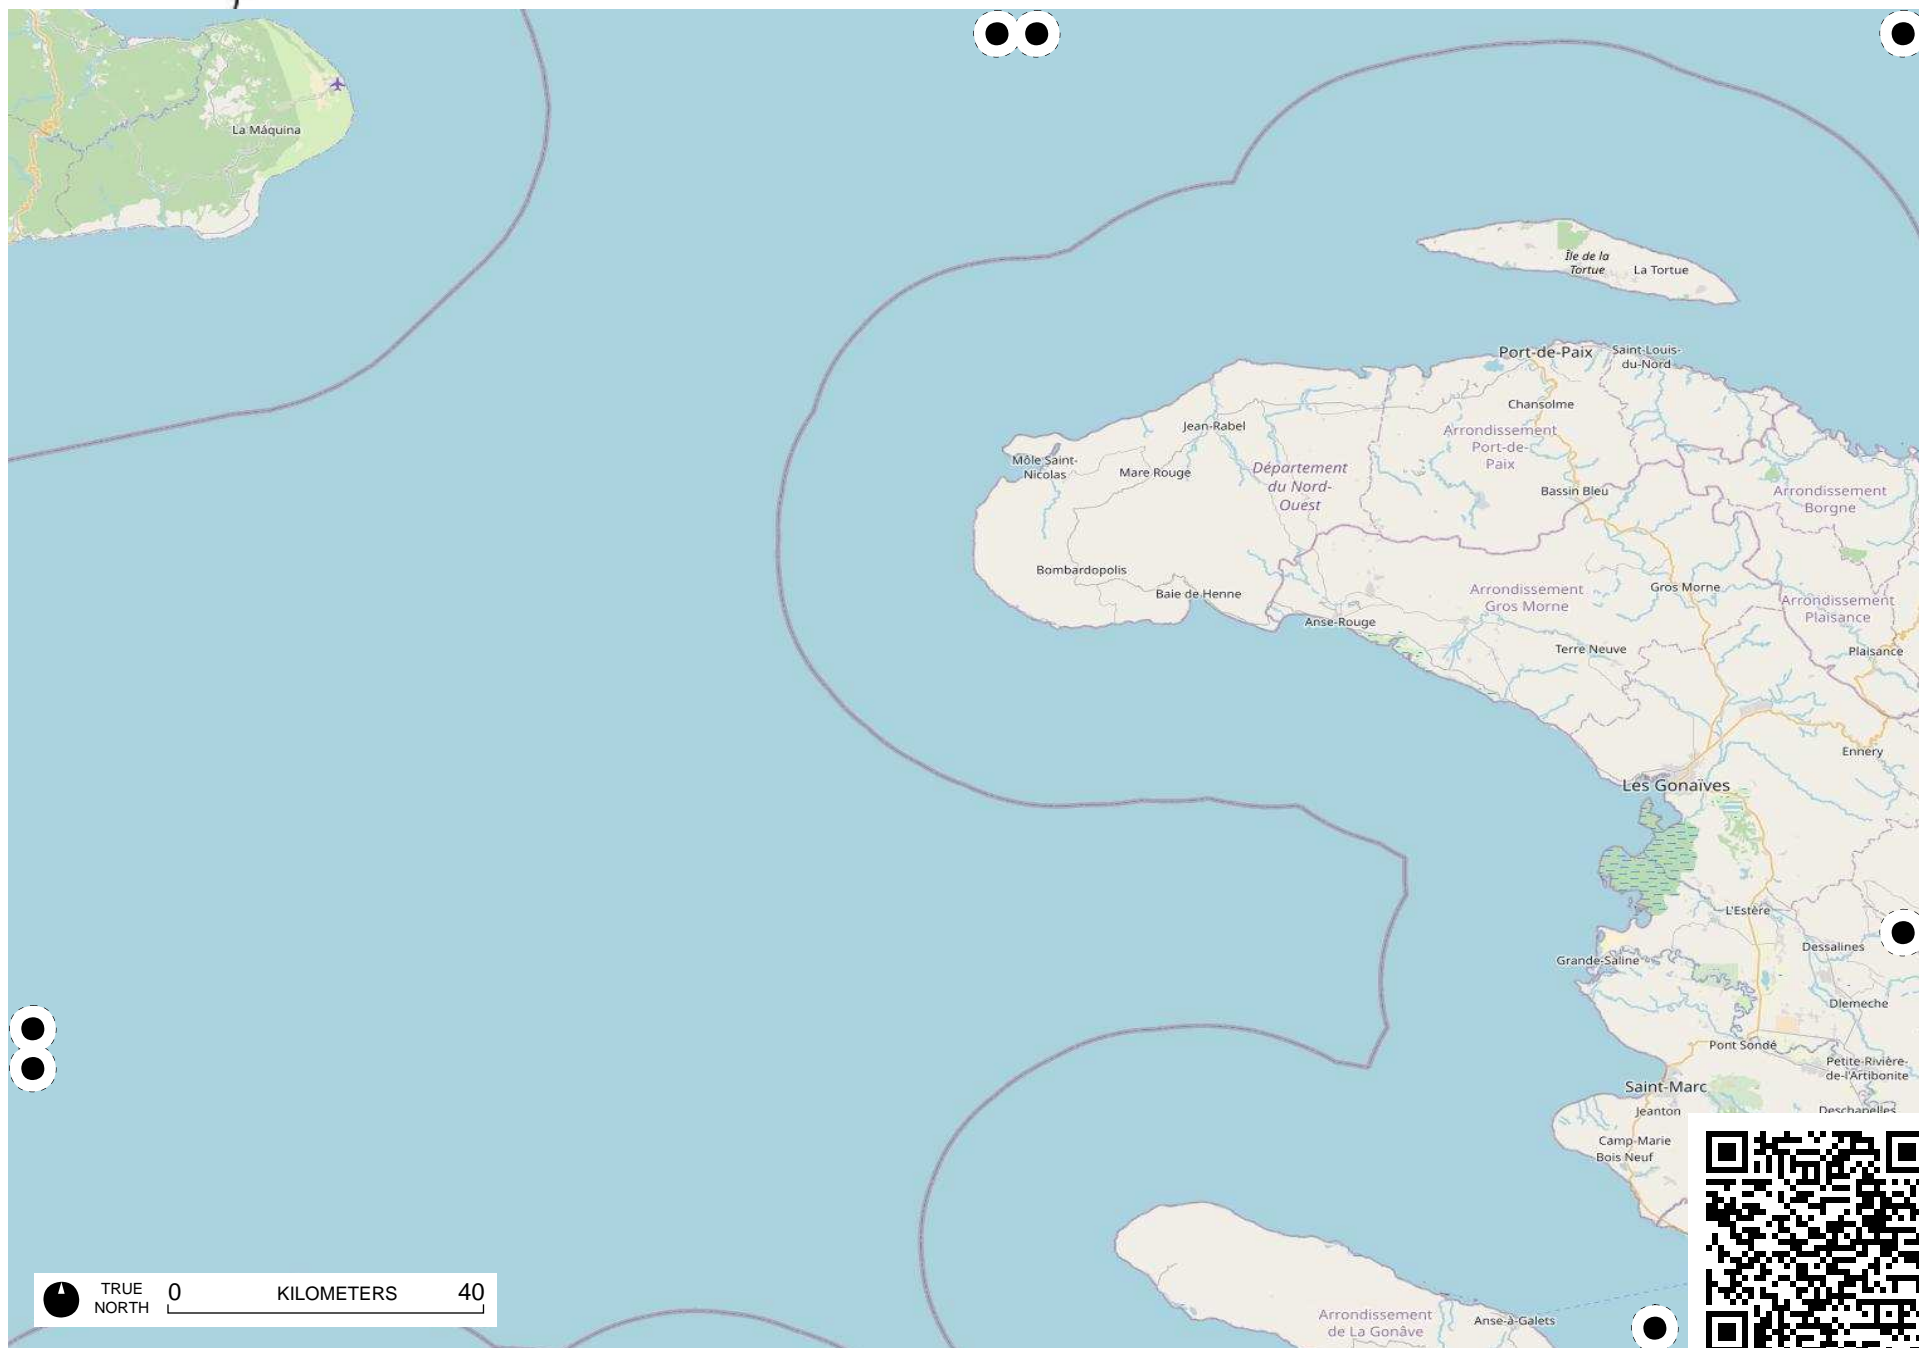 La Máquina
Île de la
Tortue
La Tortue
Port-de-Paix
Saint-Louis-
du-Nord
Chansolme
Jean-Rabel
Arrondissement
Port-de-
Paix
Môle Saint-
Nicolas
Mare Rouge
Département
du Nord-
Ouest
Bassin Bleu
Arrondissement
Borgne
Bombardopolis
Baie de Henne
Arrondissement
Gros Morne
Gros Morne
Arrondissement
Plaisance
Anse-Rouge
Terre Neuve
Plaisance
Ennery
Les Gonaïves
L'Estère
Dessalines
Grande-Saline
Dlemeche
Pont Sondé
Petite-Rivière-
de-l'Artibonite
Saint-Marc
Jeanton
Deschapelles
Camp-Marie
Bois Neuf
TRUE
NORTH
0 KILOMETERS 40
Arrondissement
de La Gonâve
Anse-à-Galets